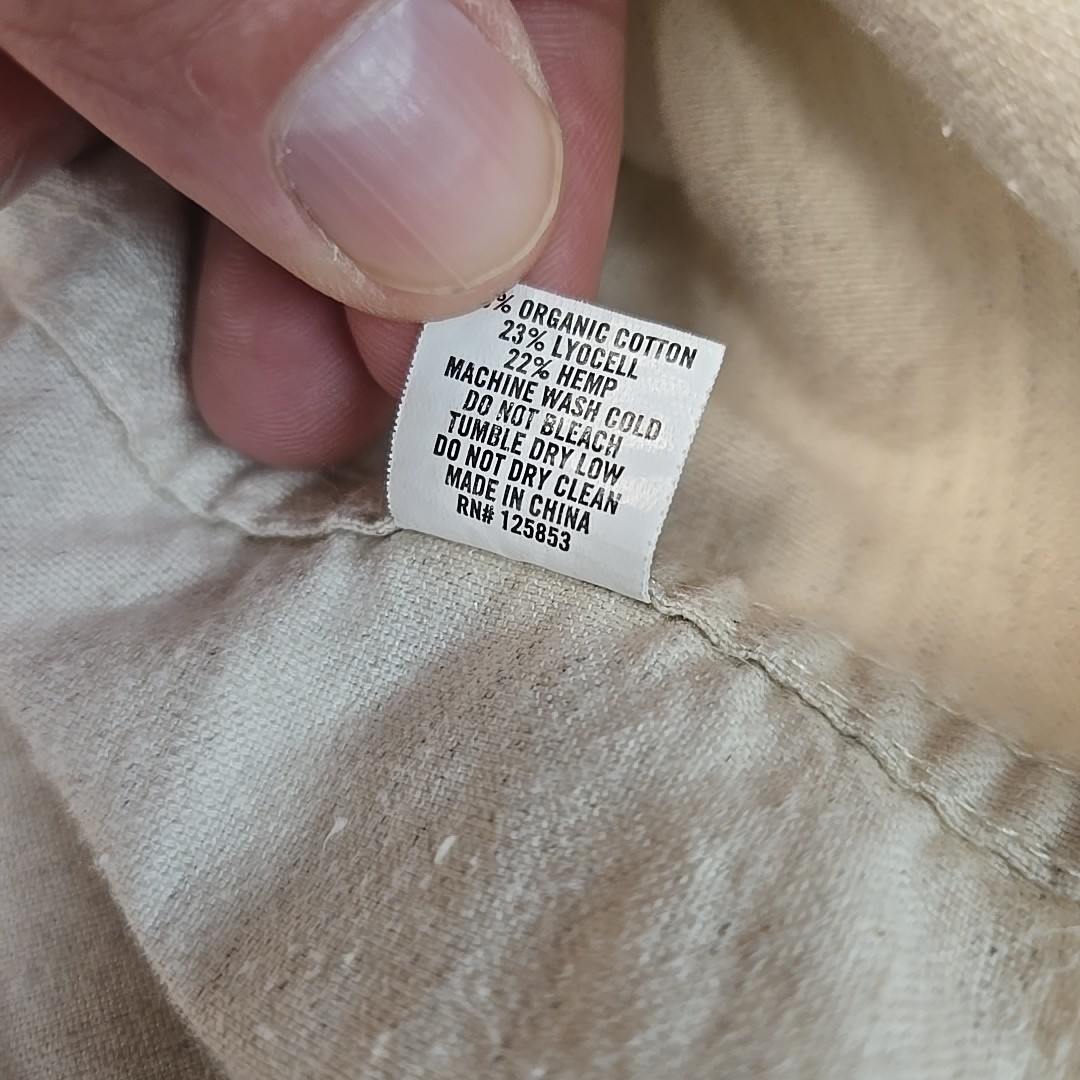 % ORGANIC COTTON
23% LYOCELL
22% HEMP
MACHINE WASH COLD
DO NOT BLEACH
TUMBLE DRY LOW
DO NOT DRY CLEAN
MADE IN CHINA
RN# 125853